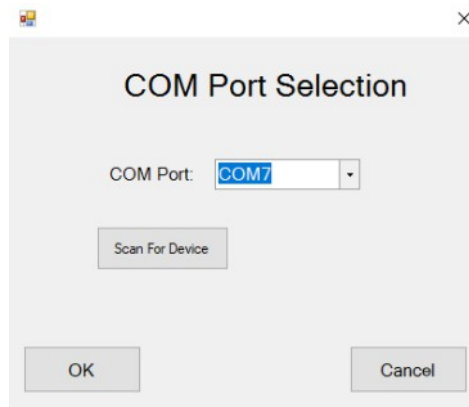 COM Port Selection
COM Port: COM7
Scan For Device
OK Cancel